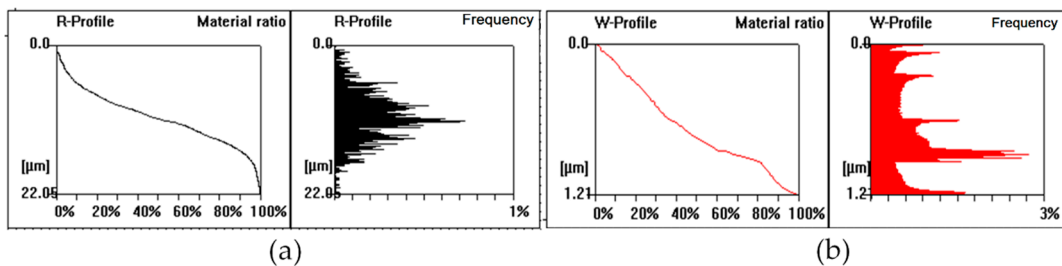 R-Profile Material ratio R-Profile Frequency W-Profile Material ratio W-Profile Frequency
0.0 0.0 0.0 0.0
[µm] [µm] [µm] [µm]
22.05 22.05 1.21 1.2
0% 20% 40% 60% 80% 100% 1% 0% 20% 40% 60% 80% 100% 3%
(a) (b)